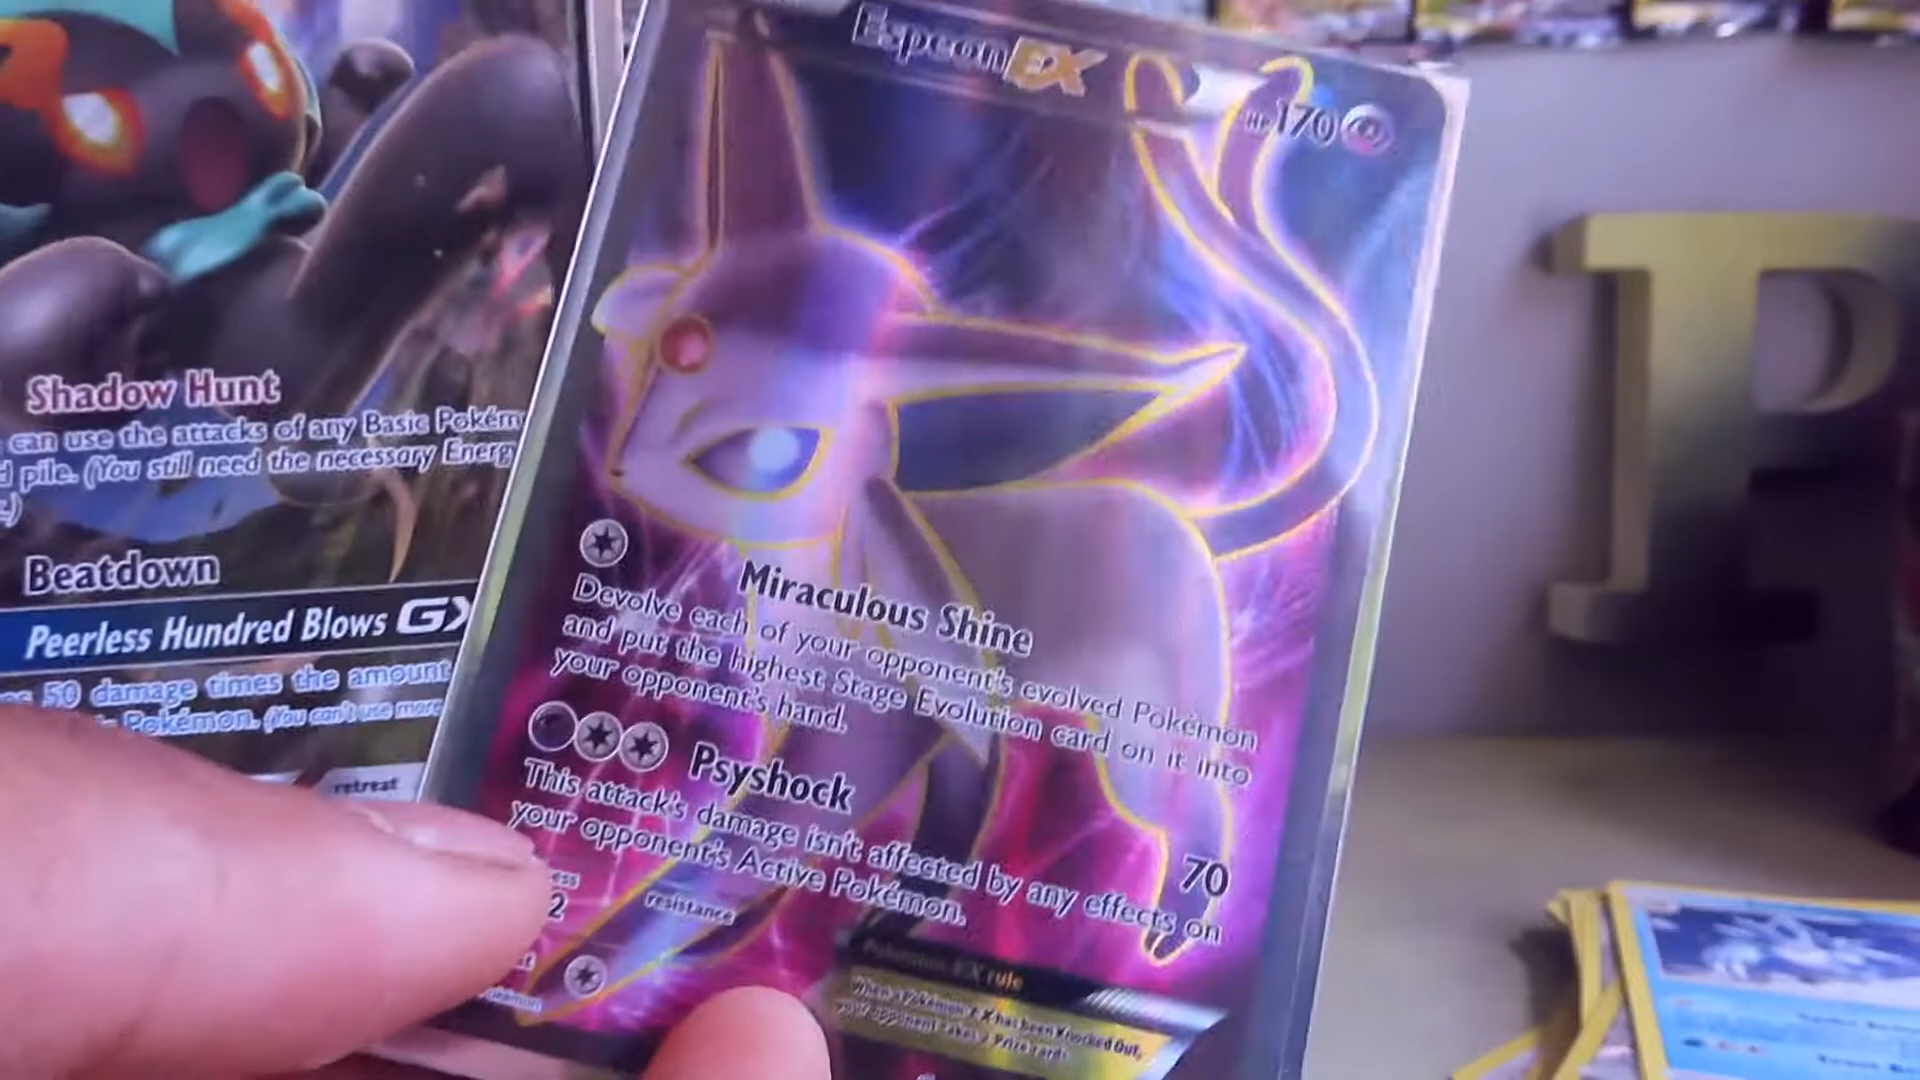 Shadow Hunt
can use the attacks of any Basic Pokém
d pile. (You still need the necessary Energy
Beatdown
Peerless Hundred Blows GX
50 damage times the amount
Pokémon. (You can't use more
retreat
Espeon EX
HP 170
Miraculous Shine
Devolve each of your opponent's evolved Pokémon
and put the highest Stage Evolution card on it into
your opponent's hand.
Psyshock 70
This attack's damage isn't affected by any effects on
your opponent's Active Pokémon.
ess
2
resistance
Pokémon-EX rule
When a Pokémon-EX has been Knocked Out,
your opponent takes 2 Prize cards.
P